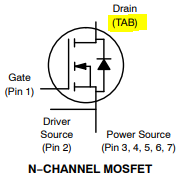 Drain
(TAB)
Gate
(Pin 1)
Driver
Source
(Pin 2)
Power Source
(Pin 3, 4, 5, 6, 7)
N−CHANNEL MOSFET